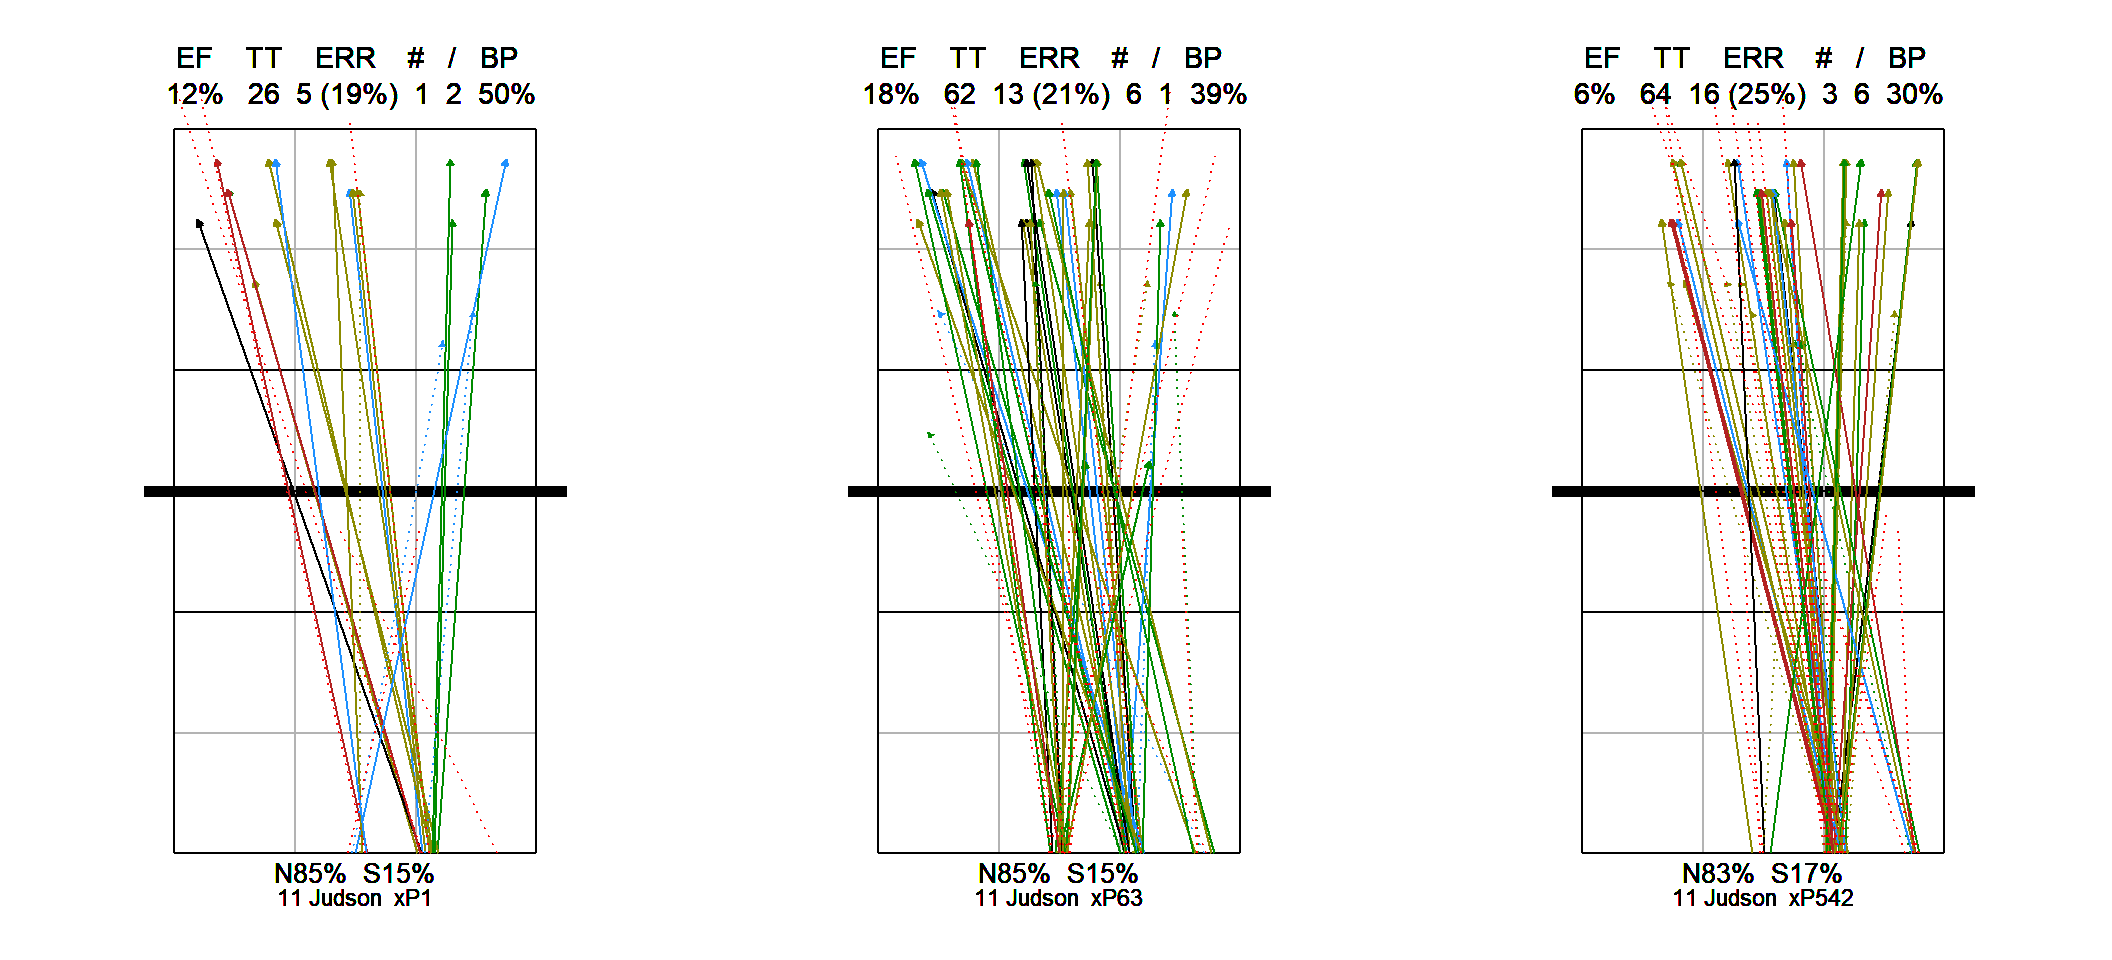 EF TT ERR # / BP
12% 26 5 (19%) 1 2 50%
N85% S15%
11 Judson xP1
EF TT ERR # / BP
18% 62 13 (21%) 6 1 39%
N85% S15%
11 Judson xP63
EF TT ERR # / BP
6% 64 16 (25%) 3 6 30%
N83% S17%
11 Judson xP542